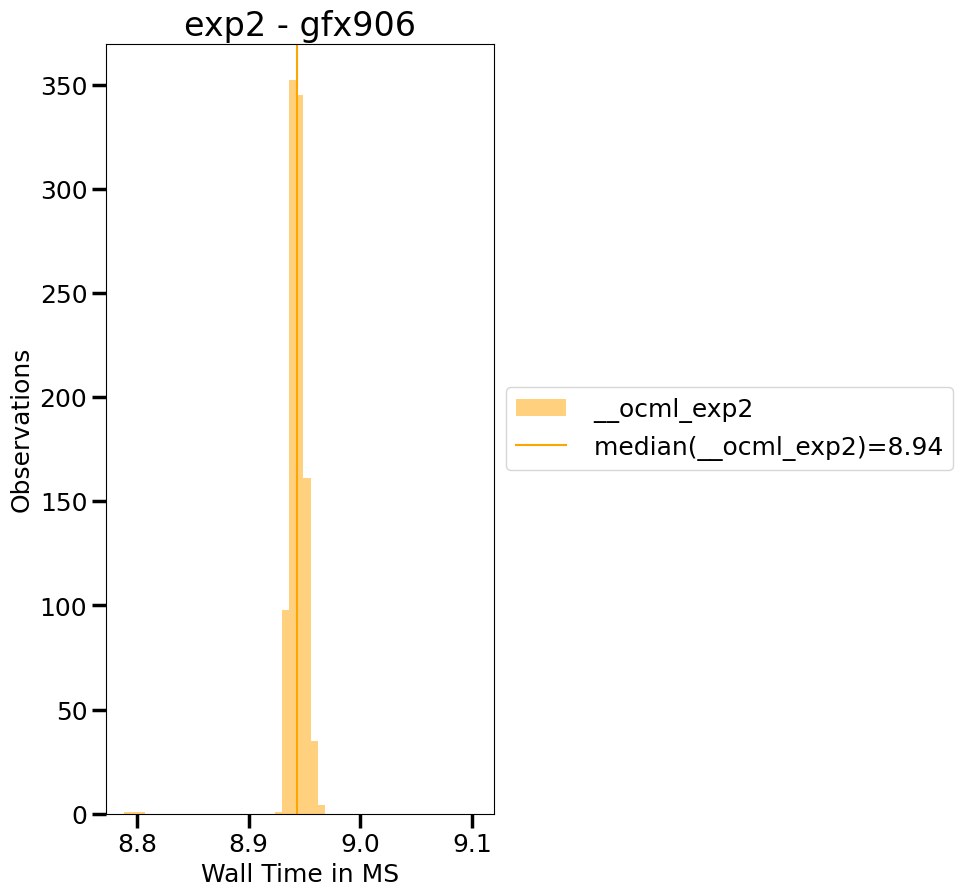 exp2 - gfx906
350
300
250
200
150
100
50
0
Observations
8.8 8.9 9.0 9.1
Wall Time in MS
__ocml_exp2
median(__ocml_exp2)=8.94